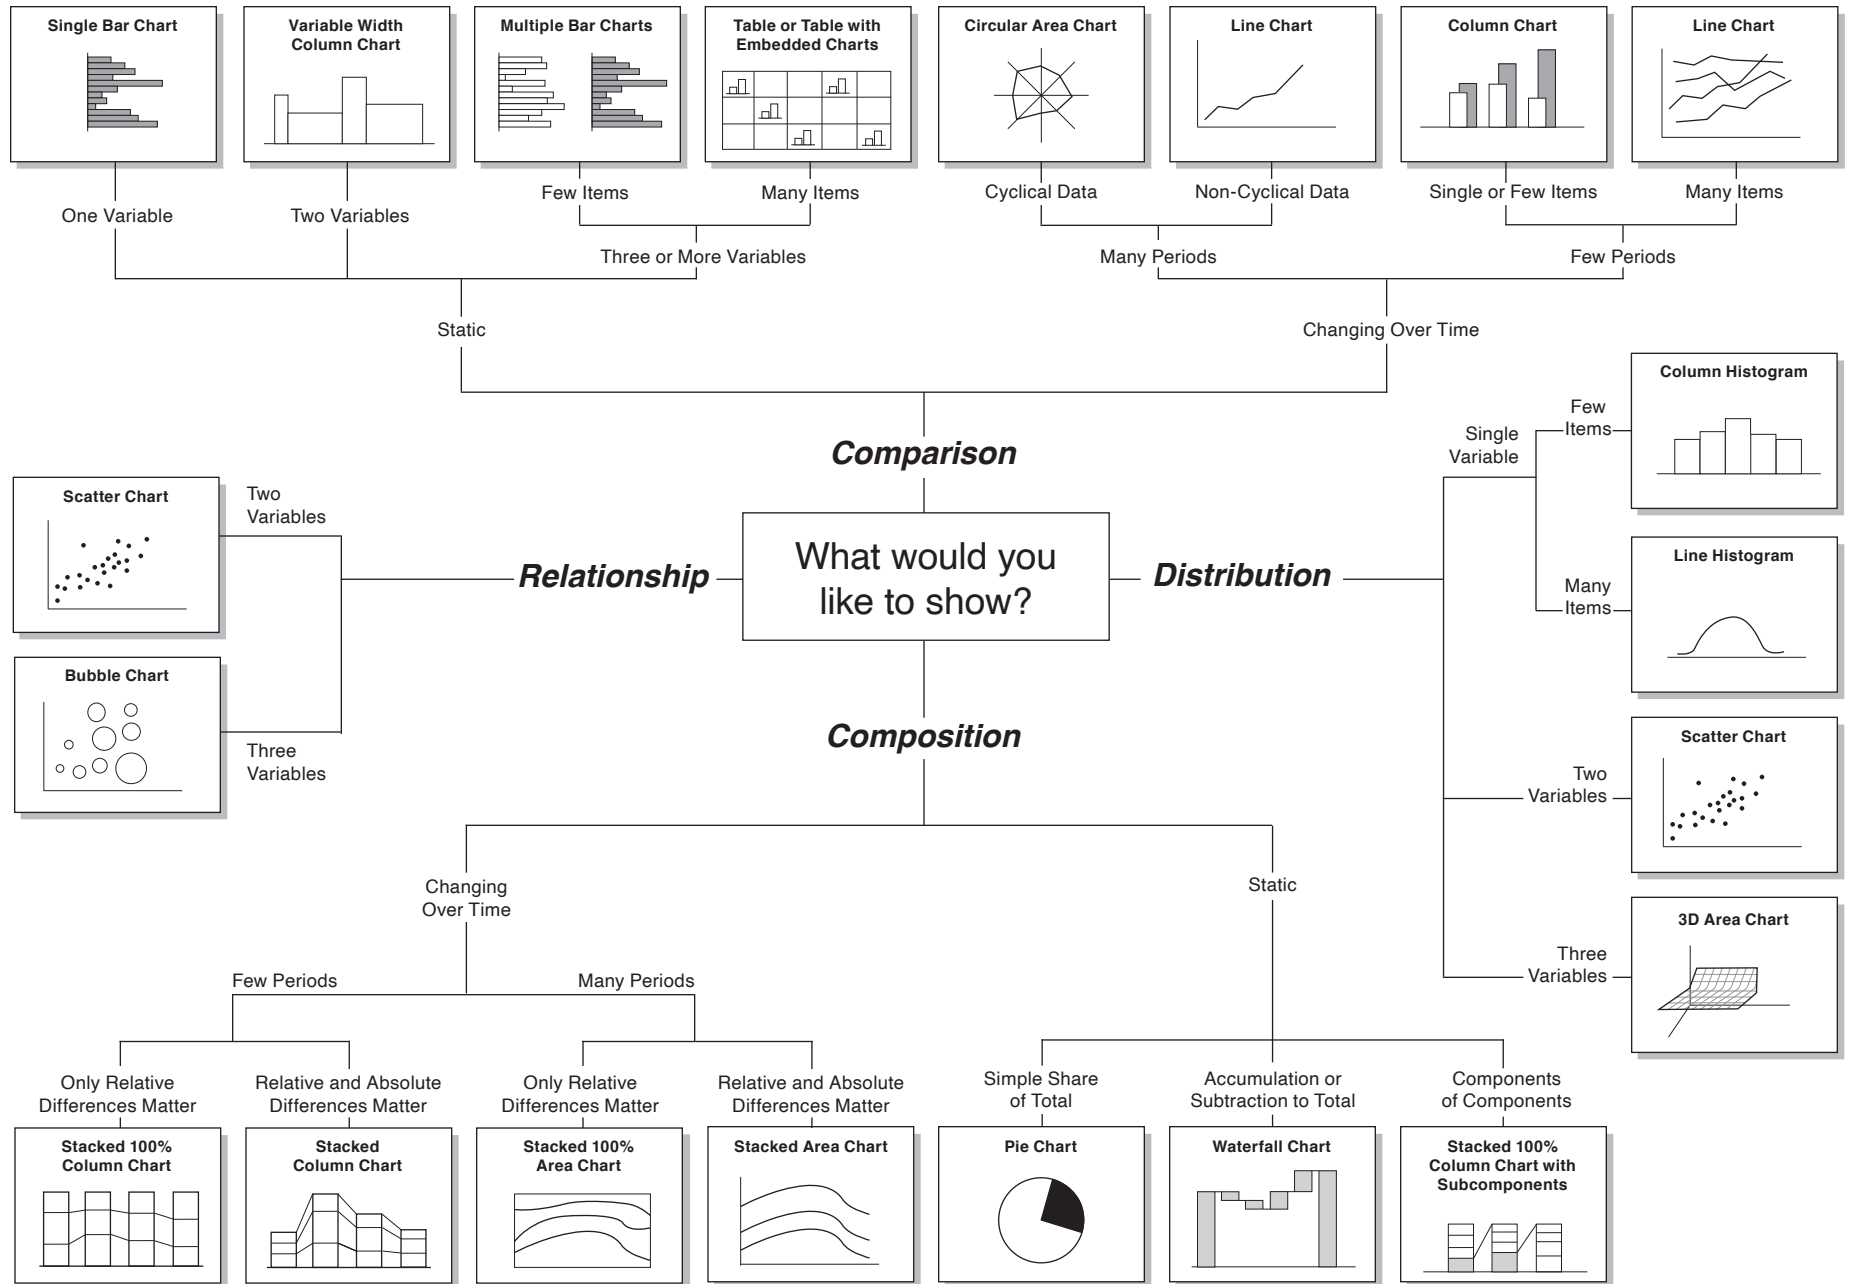 Single Bar Chart
Variable Width
Column Chart
Multiple Bar Charts
Table or Table with
Embedded Charts
Circular Area Chart
Line Chart
Column Chart
Line Chart
One Variable
Two Variables
Few Items
Many Items
Three or More Variables
Cyclical Data
Non-Cyclical Data
Many Periods
Single or Few Items
Many Items
Few Periods
Static
Changing Over Time
Comparison
What would you
like to show?
Relationship
Two
Variables
Scatter Chart
Three
Variables
Bubble Chart
Distribution
Single
Variable
Few
Items
Column Histogram
Many
Items
Line Histogram
Two
Variables
Scatter Chart
Three
Variables
3D Area Chart
Composition
Changing
Over Time
Static
Few Periods
Many Periods
Only Relative
Differences Matter
Relative and Absolute
Differences Matter
Only Relative
Differences Matter
Relative and Absolute
Differences Matter
Simple Share
of Total
Accumulation or
Subtraction to Total
Components
of Components
Stacked 100%
Column Chart
Stacked
Column Chart
Stacked 100%
Area Chart
Stacked Area Chart
Pie Chart
Waterfall Chart
Stacked 100%
Column Chart with
Subcomponents